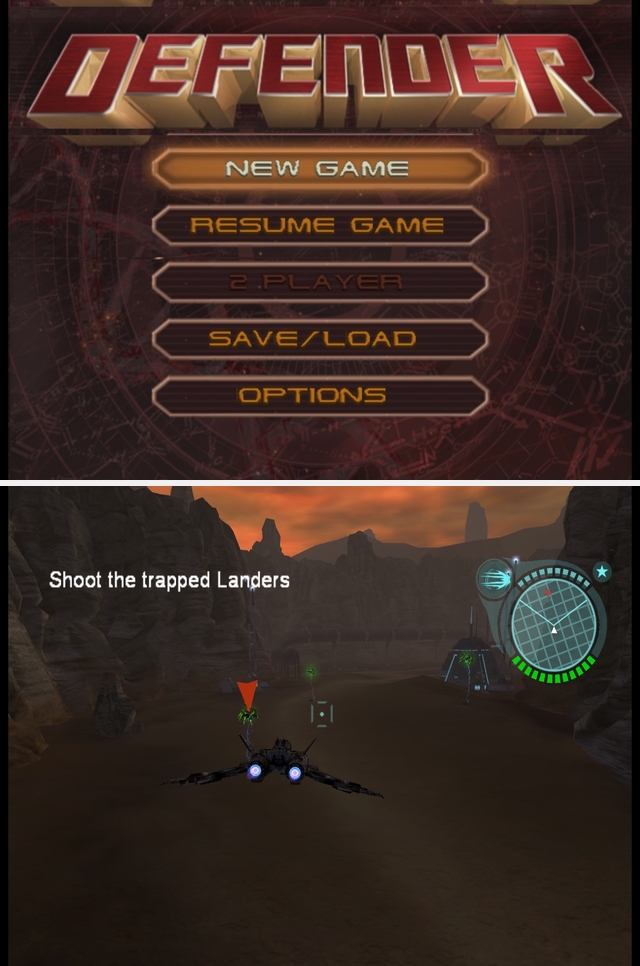 DEFENDER
NEW GAME
RESUME GAME
2 PLAYER
SAVE/LOAD
OPTIONS
Shoot the trapped Landers